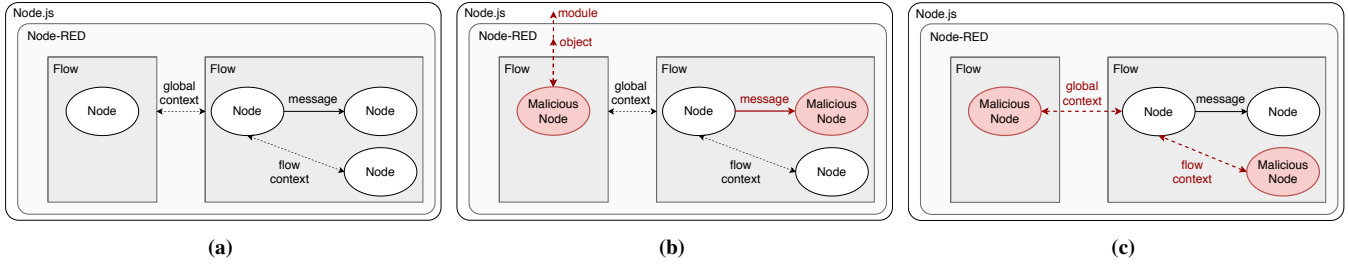 Node.js
Node-RED
Flow
Node
global
context
Flow
Node
message
Node
flow
context
Node
(a)
Node.js
module
Node-RED
object
Flow
Malicious
Node
global
context
Flow
Node
message
Malicious
Node
flow
context
Node
(b)
Node.js
Node-RED
Flow
Malicious
Node
global
context
Flow
Node
message
Node
flow
context
Malicious
Node
(c)